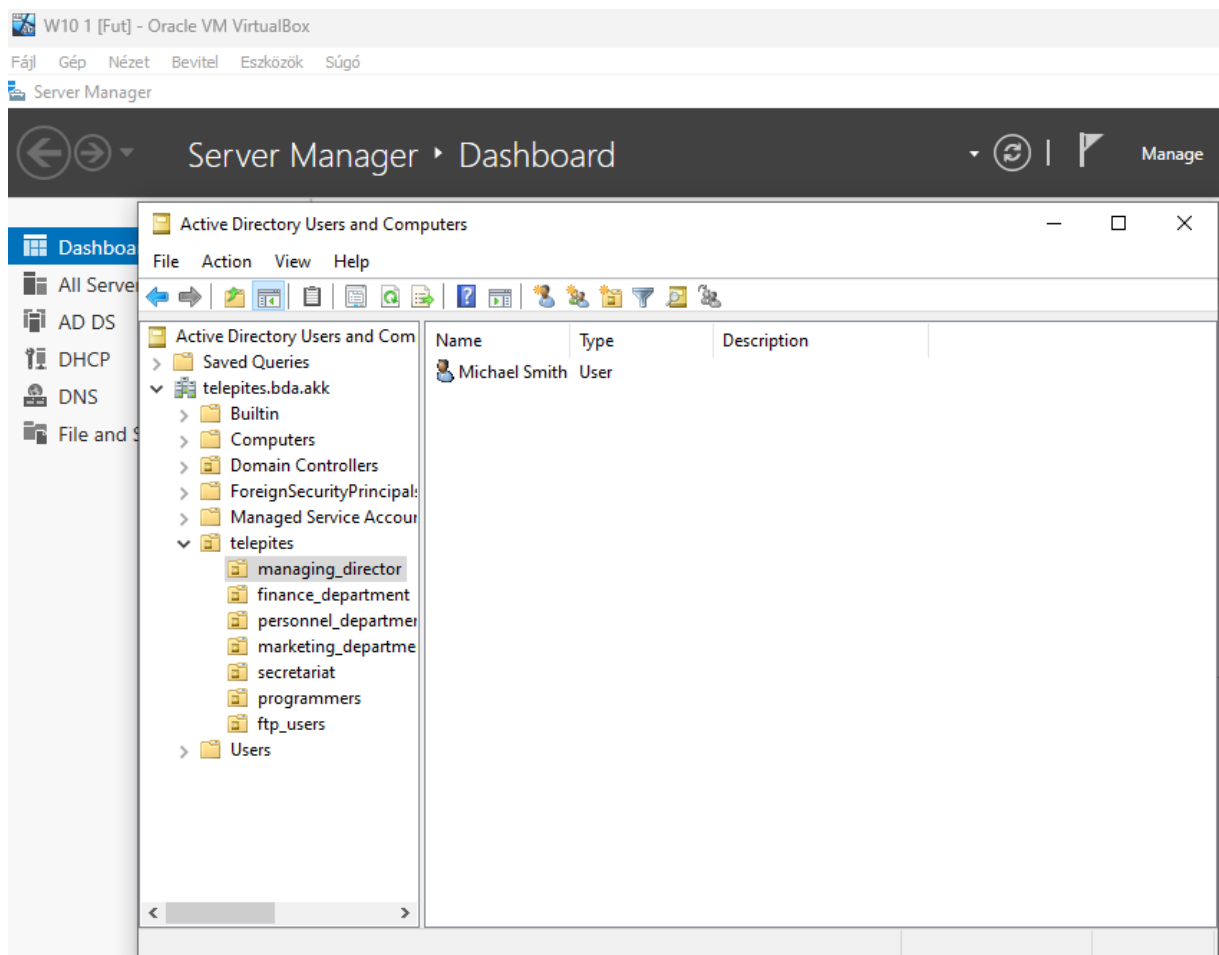 W10 1 [Fut] - Oracle VM VirtualBox
Fájl Gép Nézet Bevitel Eszközök Súgó
Server Manager
Server Manager ‣ Dashboard
Manage
Dashboa
All Server
AD DS
DHCP
DNS
File and S
Active Directory Users and Computers
File Action View Help
Active Directory Users and Com
Saved Queries
telepites.bda.akk
Builtin
Computers
Domain Controllers
ForeignSecurityPrincipals
Managed Service Accour
telepites
managing_director
finance_department
personnel_departmer
marketing_departme
secretariat
programmers
ftp_users
Users
Name Type Description
Michael Smith User